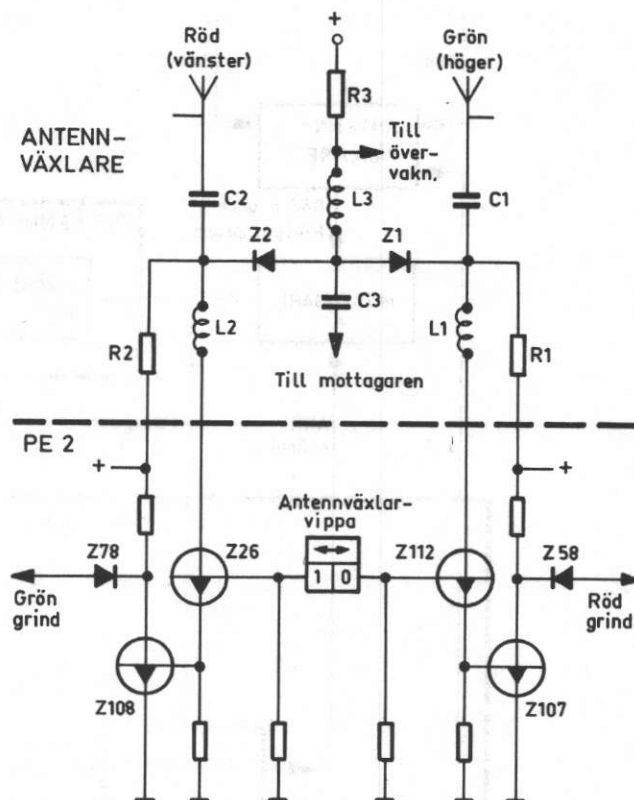 Röd
(vänster)
+
Grön
(höger)
R3
ANTENN-
VÄXLARE
Till
över-
vakn.
C2
L3
C1
Z2
Z1
C3
L2
L1
R2
R1
Till mottagaren
PE 2
+
+
Antennväxlar-
vippa
Z78
Z26
1 0
Z112
Z58
Grön
grind
Röd
grind
Z108
Z107